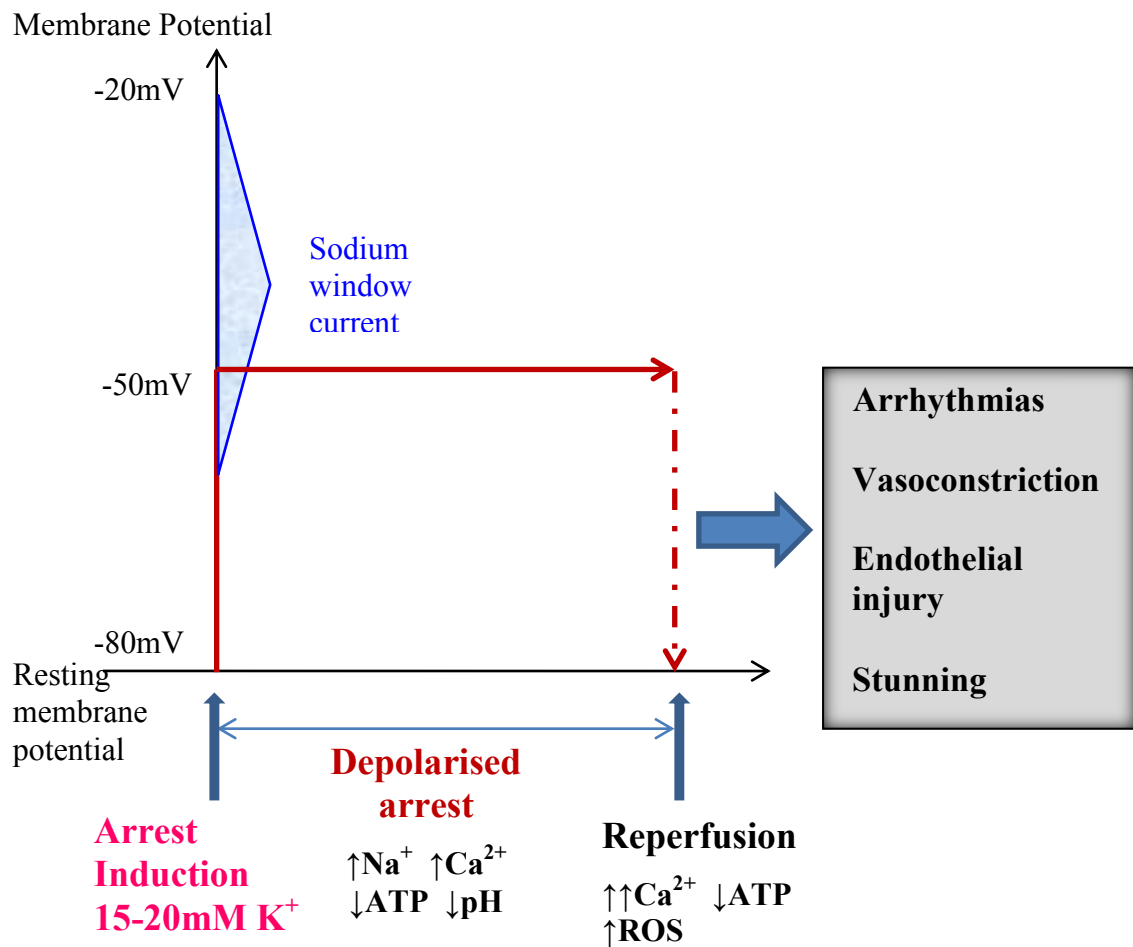 Membrane Potential
-20mV
Sodium
window
current
-50mV
-80mV
Resting
membrane
potential
Arrhythmias
Vasoconstriction
Endothelial
injury
Stunning
Depolarised
arrest
↑Na⁺ ↑Ca²⁺
↓ATP ↓pH
Arrest
Induction
15-20mM K⁺
Reperfusion
↑↑Ca²⁺ ↓ATP
↑ROS